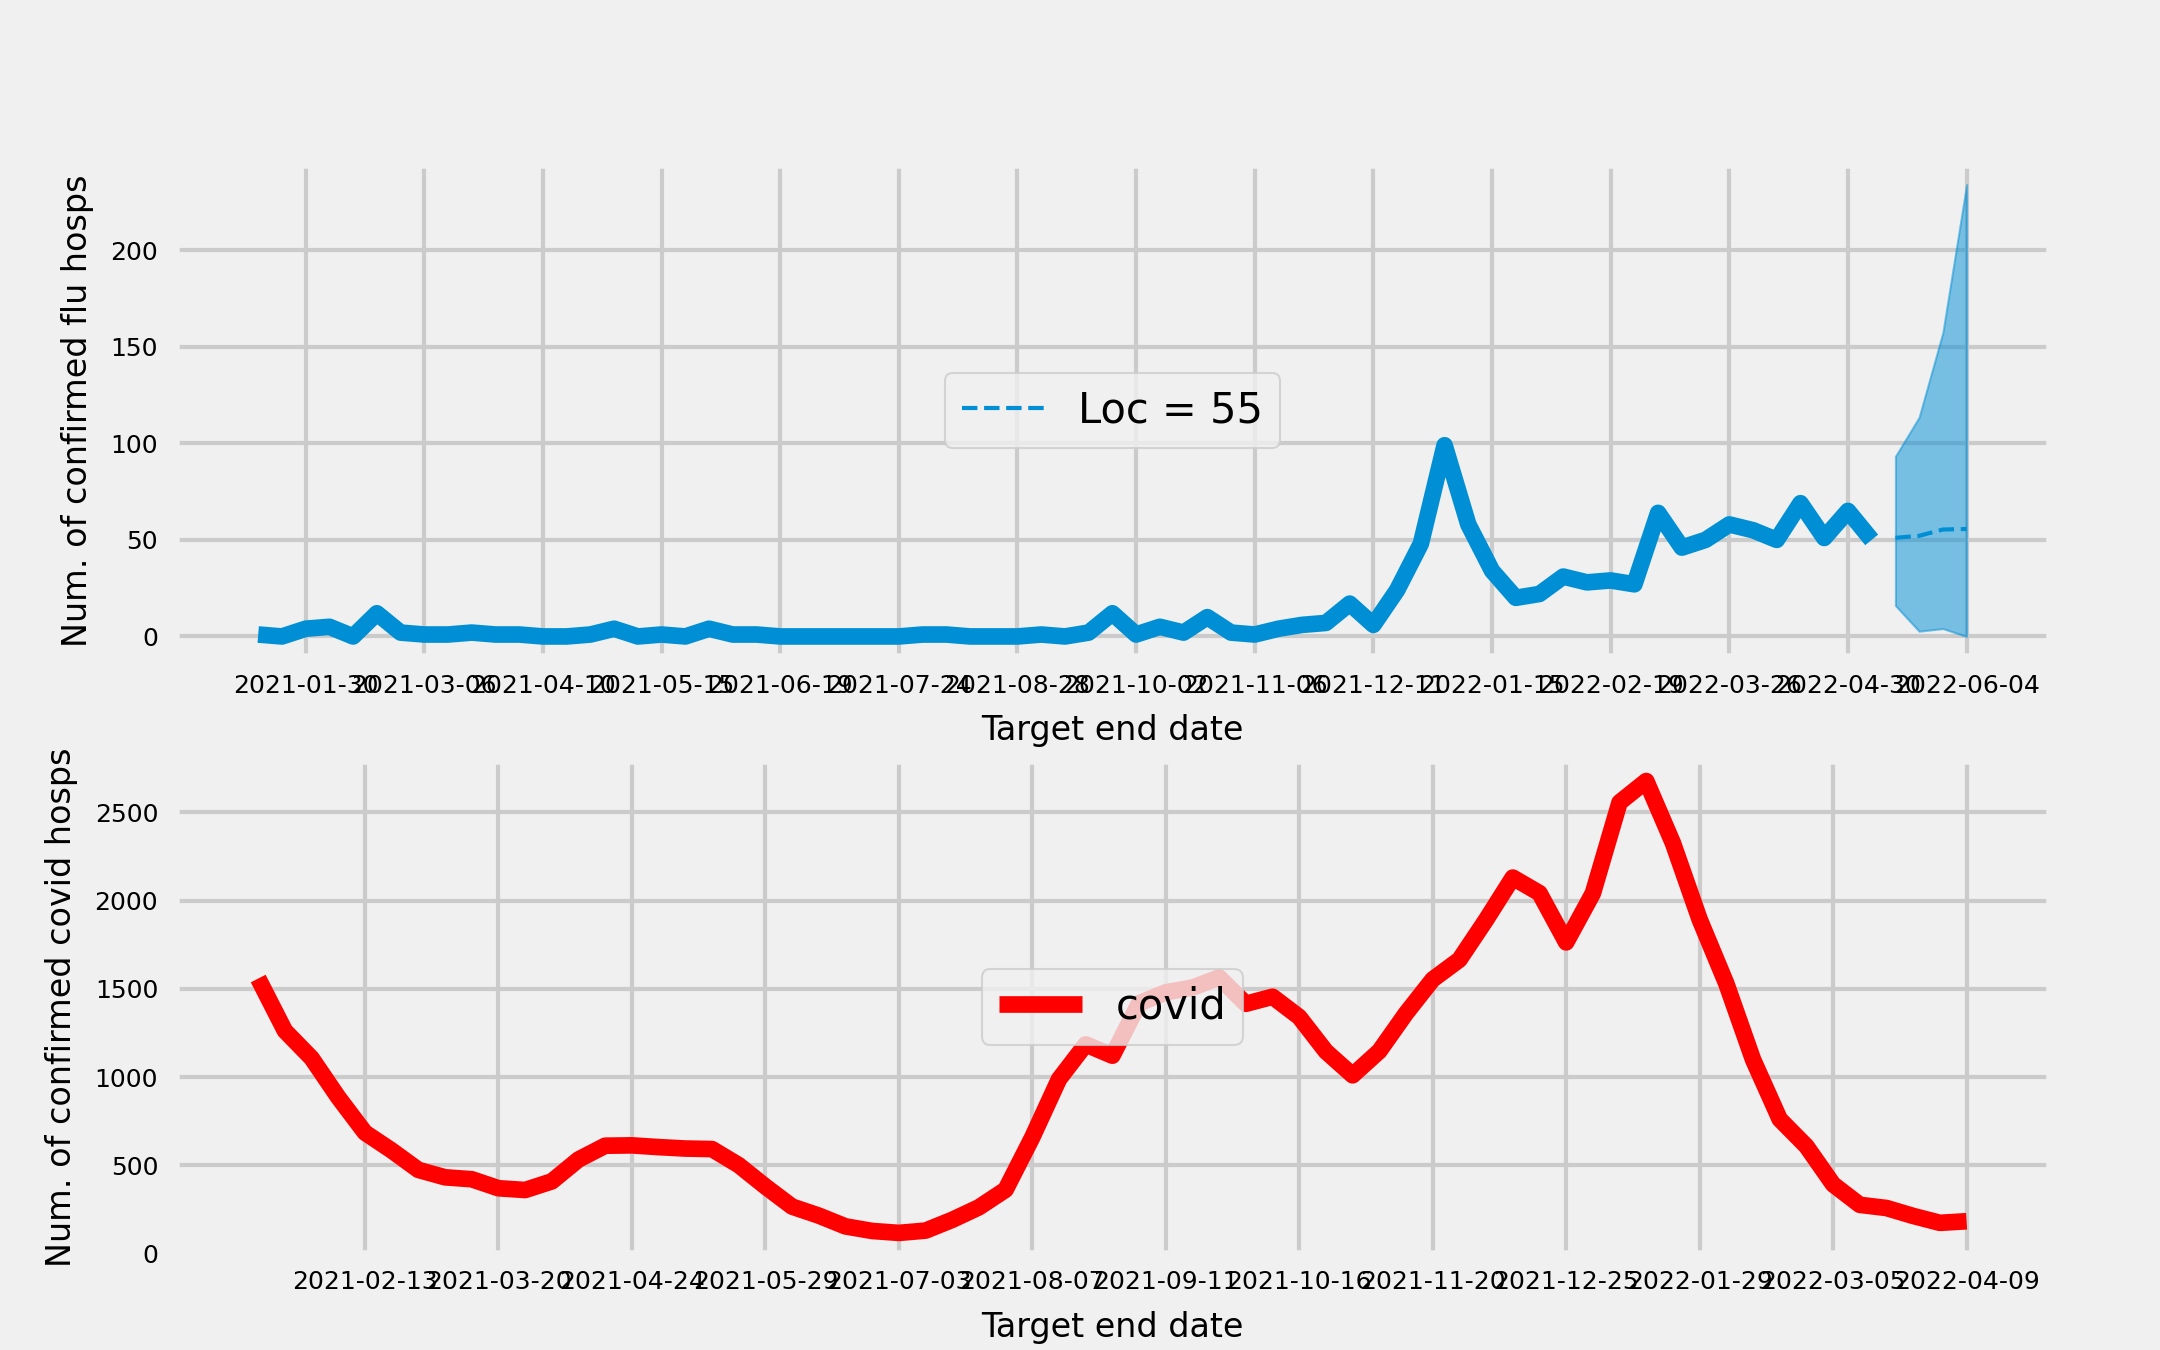 Num. of confirmed flu hosps
200
150
100
50
0
Loc = 55
2021-01-30 2021-03-06 2021-04-10 2021-05-15 2021-06-19 2021-07-24 2021-08-28 2021-10-02 2021-11-06 2021-12-11 2022-01-15 2022-02-19 2022-03-26 2022-04-30 2022-06-04
Target end date
Num. of confirmed covid hosps
2500
2000
1500
1000
500
0
covid
2021-02-13 2021-03-20 2021-04-24 2021-05-29 2021-07-03 2021-08-07 2021-09-11 2021-10-16 2021-11-20 2021-12-25 2022-01-29 2022-03-05 2022-04-09
Target end date